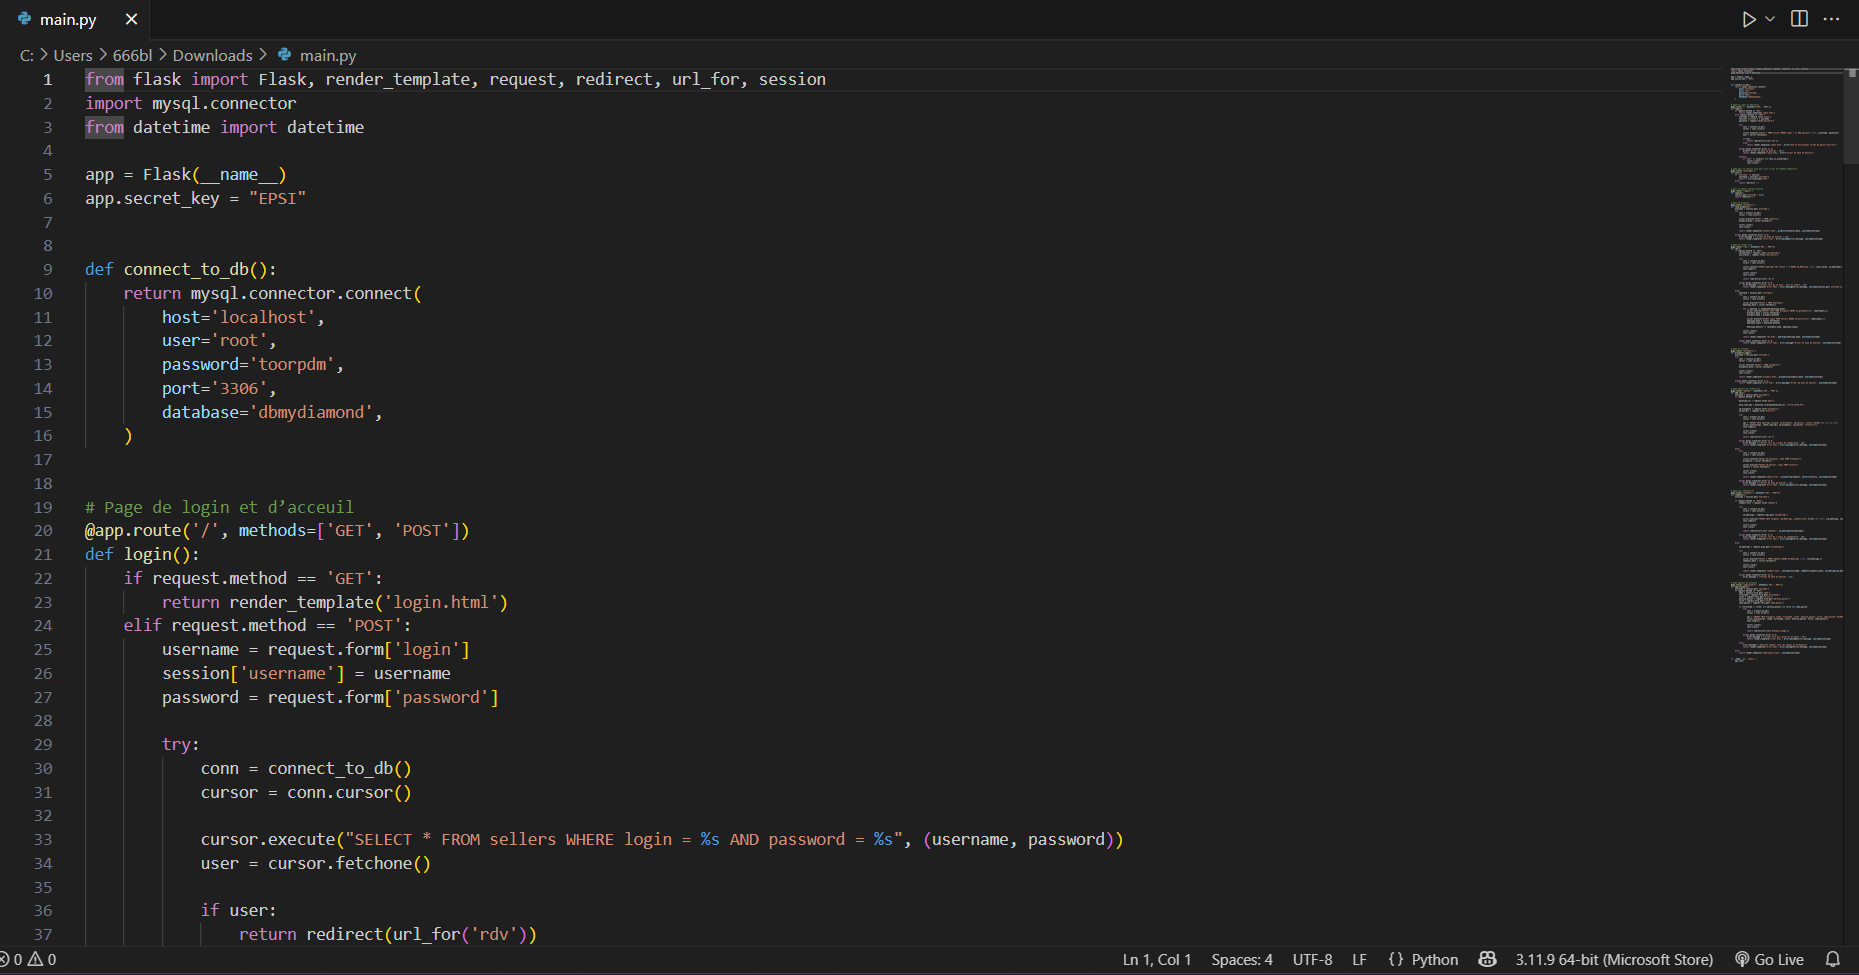 main.py
C: > Users > 666bl > Downloads > main.py
1 from flask import Flask, render_template, request, redirect, url_for, session
2 import mysql.connector
3 from datetime import datetime
4
5 app = Flask(__name__)
6 app.secret_key = "EPSI"
7
8
9 def connect_to_db():
10     return mysql.connector.connect(
11         host='localhost',
12         user='root',
13         password='toorpdm',
14         port='3306',
15         database='dbmydiamond',
16     )
17
18
19 # Page de login et d’acceuil
20 @app.route('/', methods=['GET', 'POST'])
21 def login():
22     if request.method == 'GET':
23         return render_template('login.html')
24     elif request.method == 'POST':
25         username = request.form['login']
26         session['username'] = username
27         password = request.form['password']
28
29         try:
30             conn = connect_to_db()
31             cursor = conn.cursor()
32
33             cursor.execute("SELECT * FROM sellers WHERE login = %s AND password = %s", (username, password))
34             user = cursor.fetchone()
35
36             if user:
37                 return redirect(url_for('rdv'))
0 0 Ln 1, Col 1 Spaces: 4 UTF-8 LF {} Python 3.11.9 64-bit (Microsoft Store) Go Live